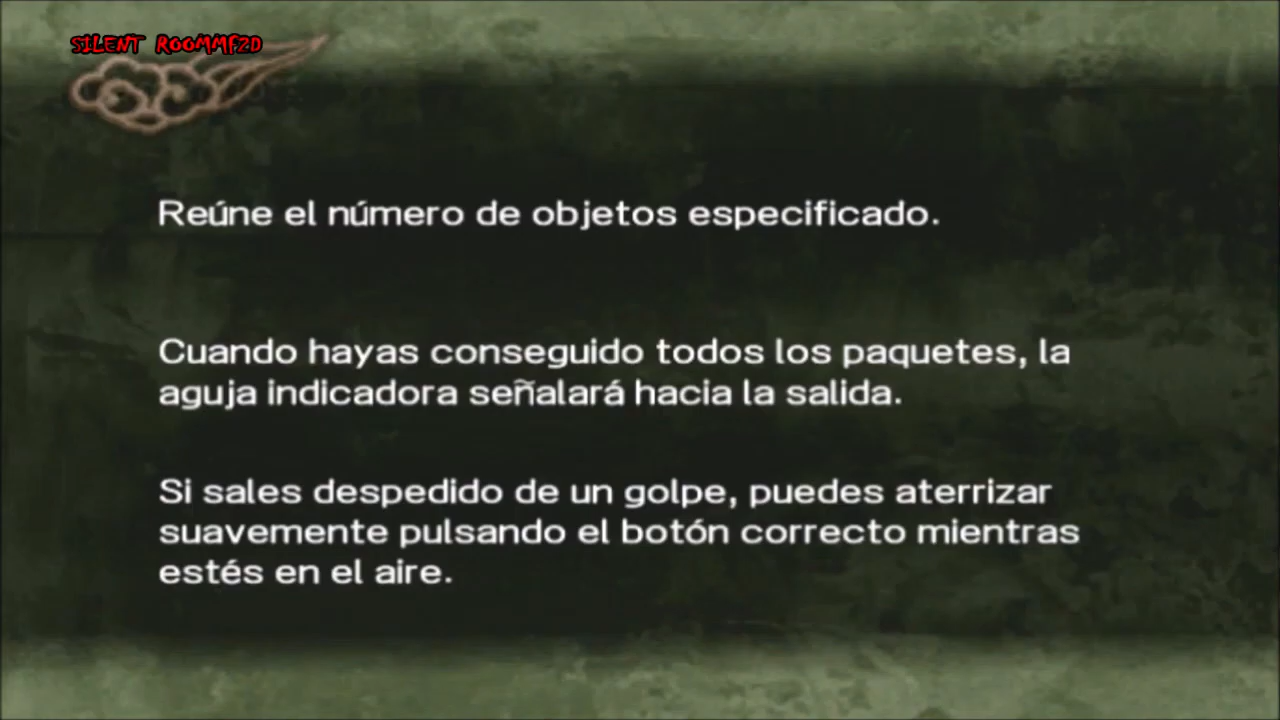 SILENT ROOMMF2D
Reúne el número de objetos especificado.
Cuando hayas conseguido todos los paquetes, la
aguja indicadora señalará hacia la salida.
Si sales despedido de un golpe, puedes aterrizar
suavemente pulsando el botón correcto mientras
estés en el aire.